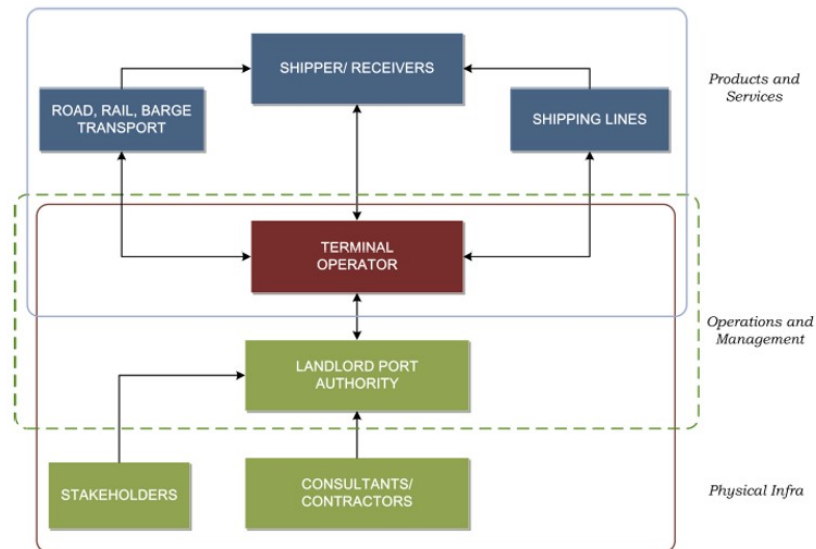 SHIPPER/ RECEIVERS
ROAD, RAIL, BARGE
TRANSPORT
SHIPPING LINES
Products and
Services
TERMINAL
OPERATOR
Operations and
Management
LANDLORD PORT
AUTHORITY
STAKEHOLDERS
CONSULTANTS/
CONTRACTORS
Physical Infra